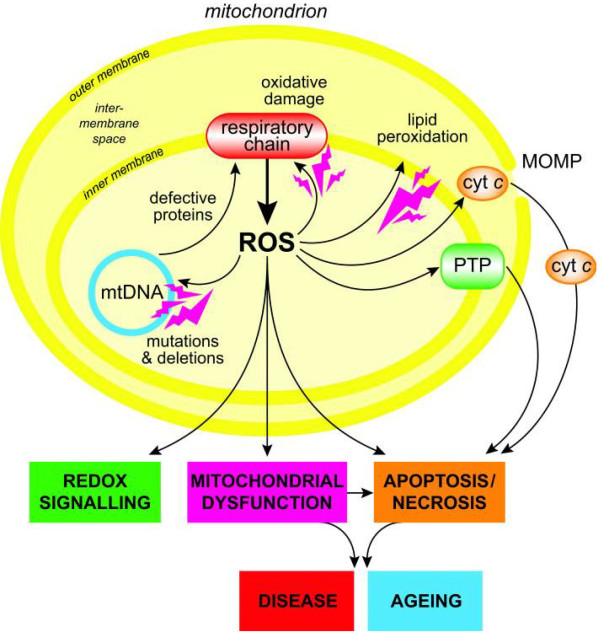 mitochondrion
outer membrane
inter-
membrane
space
inner membrane
oxidative
damage
respiratory
chain
lipid
peroxidation
MOMP
cyt c
defective
proteins
ROS
cyt c
PTP
mtDNA
mutations
& deletions
REDOX
SIGNALLING
MITOCHONDRIAL
DYSFUNCTION
APOPTOSIS/
NECROSIS
DISEASE
AGEING